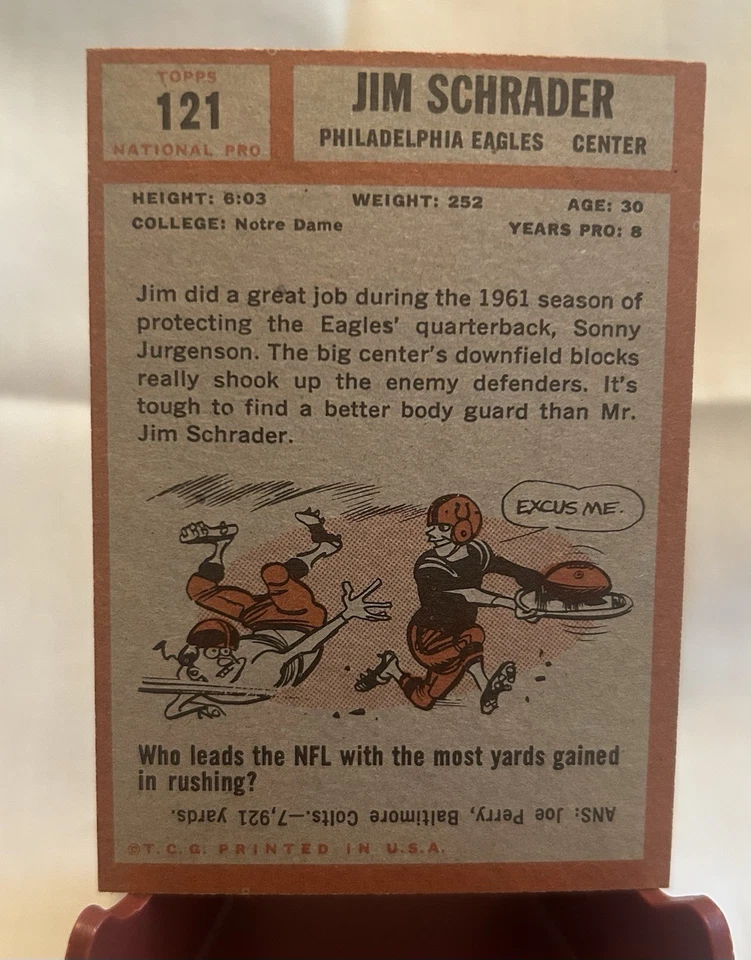 TOPPS
121
NATIONAL PRO
JIM SCHRADER
PHILADELPHIA EAGLES CENTER
HEIGHT: 6:03 WEIGHT: 252 AGE: 30
COLLEGE: Notre Dame YEARS PRO: 8
Jim did a great job during the 1961 season of
protecting the Eagles' quarterback, Sonny
Jurgenson. The big center's downfield blocks
really shook up the enemy defenders. It's
tough to find a better body guard than Mr.
Jim Schrader.
EXCUS ME.
Who leads the NFL with the most yards gained
in rushing?
ANS: Joe Perry, Baltimore Colts.—7,921 yards.
©T.C.G. PRINTED IN U.S.A.